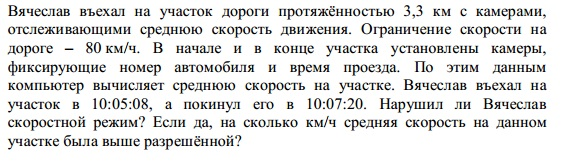 Вячеслав въехал на участок дороги протяжённостью 3,3 км с камерами,
отслеживающими среднюю скорость движения. Ограничение скорости на
дороге – 80 км/ч. В начале и в конце участка установлены камеры,
фиксирующие номер автомобиля и время проезда. По этим данным
компьютер вычисляет среднюю скорость на участке. Вячеслав въехал на
участок в 10:05:08, а покинул его в 10:07:20. Нарушил ли Вячеслав
скоростной режим? Если да, на сколько км/ч средняя скорость на данном
участке была выше разрешённой?